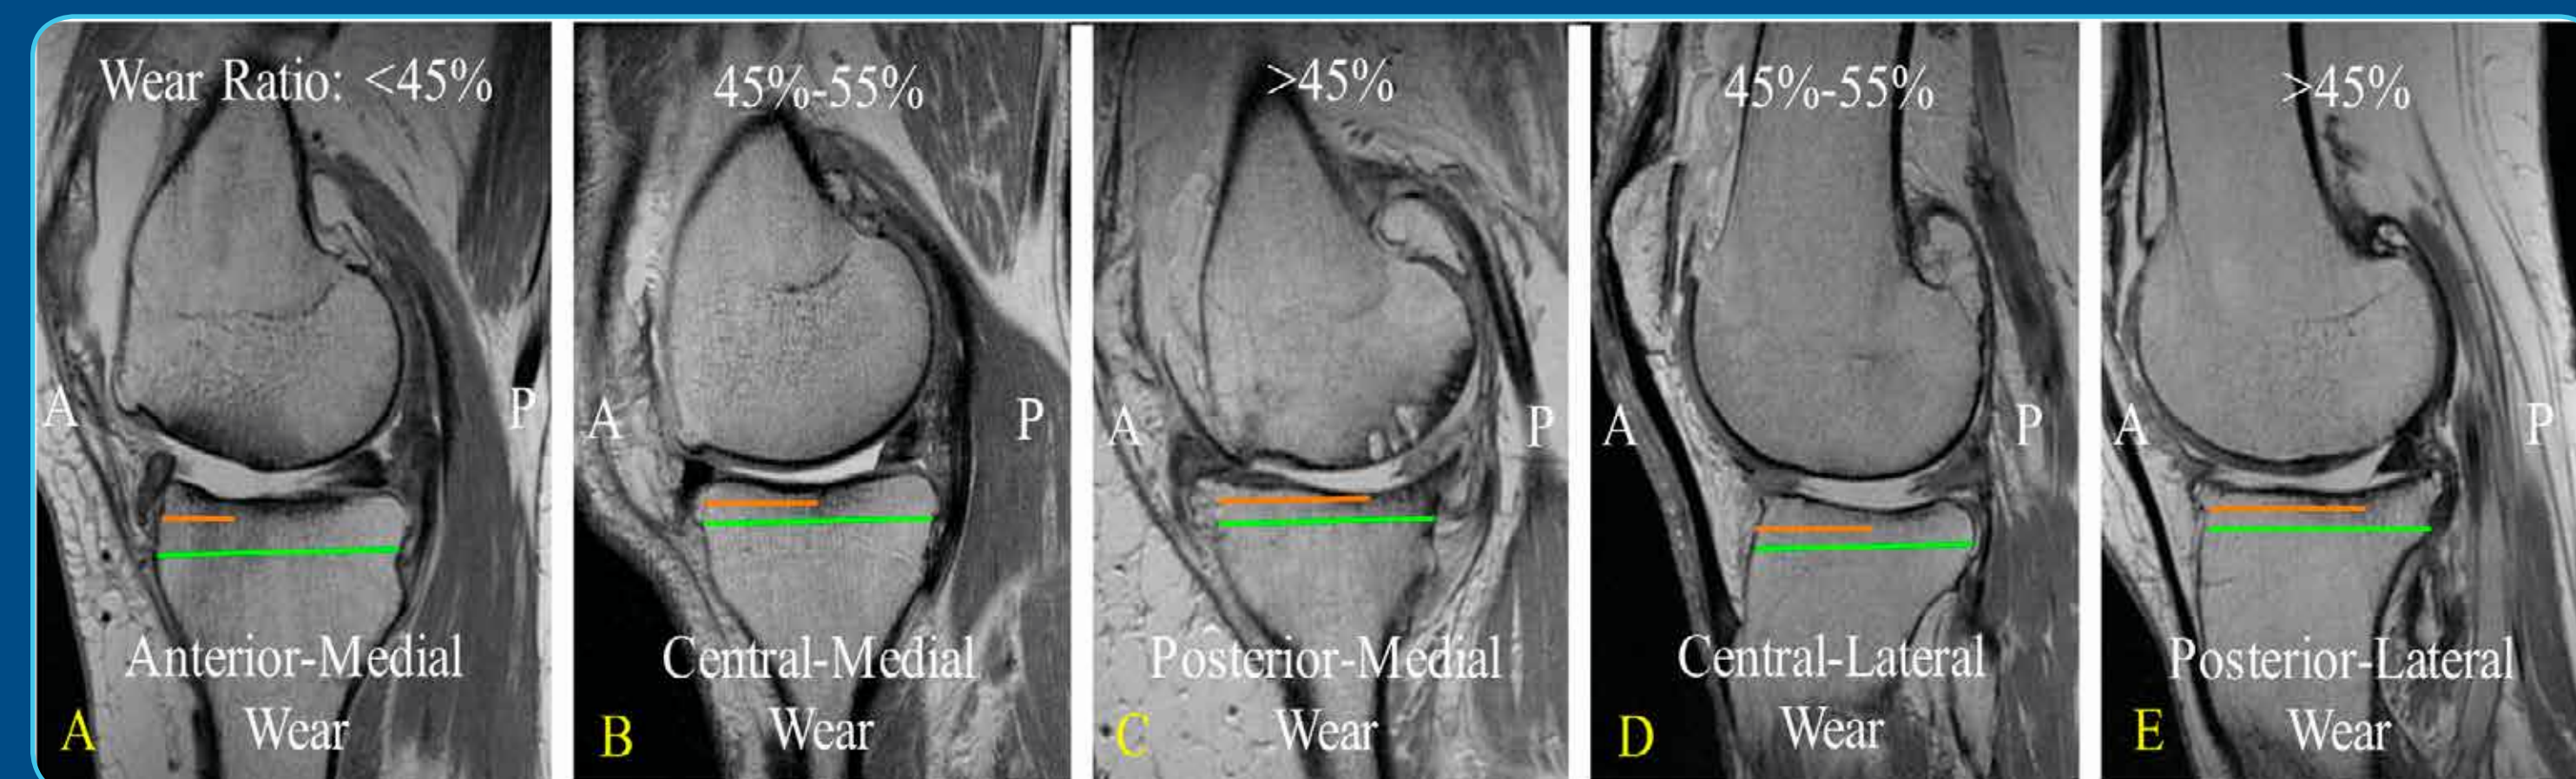 Wear Ratio: <45%
A
P
Anterior-Medial
Wear
A
45%-55%
A
P
Central-Medial
Wear
B
>45%
A
P
Posterior-Medial
Wear
C
45%-55%
A
P
Central-Lateral
Wear
D
>45%
A
P
Posterior-Lateral
Wear
E